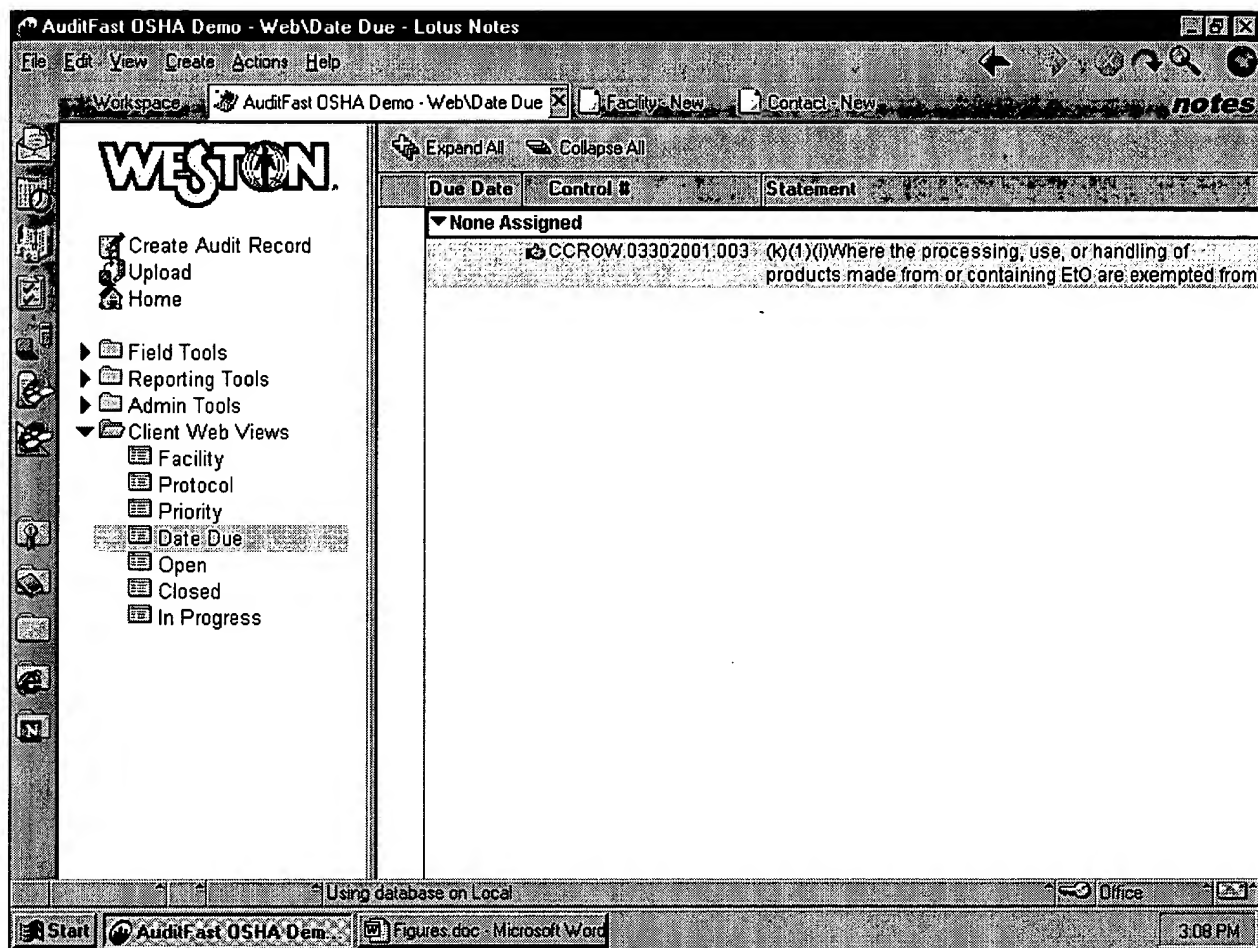 AuditFast OSHA Demo - Web\Date Due - Lotus Notes
File Edit View Create Actions Help
Workspace AuditFast OSHA Demo - Web\Date Due Facility - New Contact - New notes
WESTON.
Create Audit Record
Upload
Home
Field Tools
Reporting Tools
Admin Tools
Client Web Views
Facility
Protocol
Priority
Date Due
Open
Closed
In Progress
Expand All Collapse All
Due Date Control # Statement
None Assigned
CCROW.03302001.003 (k)(1)(i)Where the processing, use, or handling of
products made from or containing EtO are exempted from
Using database on Local Office
Start AuditFast OSHA Dem... Figures.doc - Microsoft Word 3:08 PM